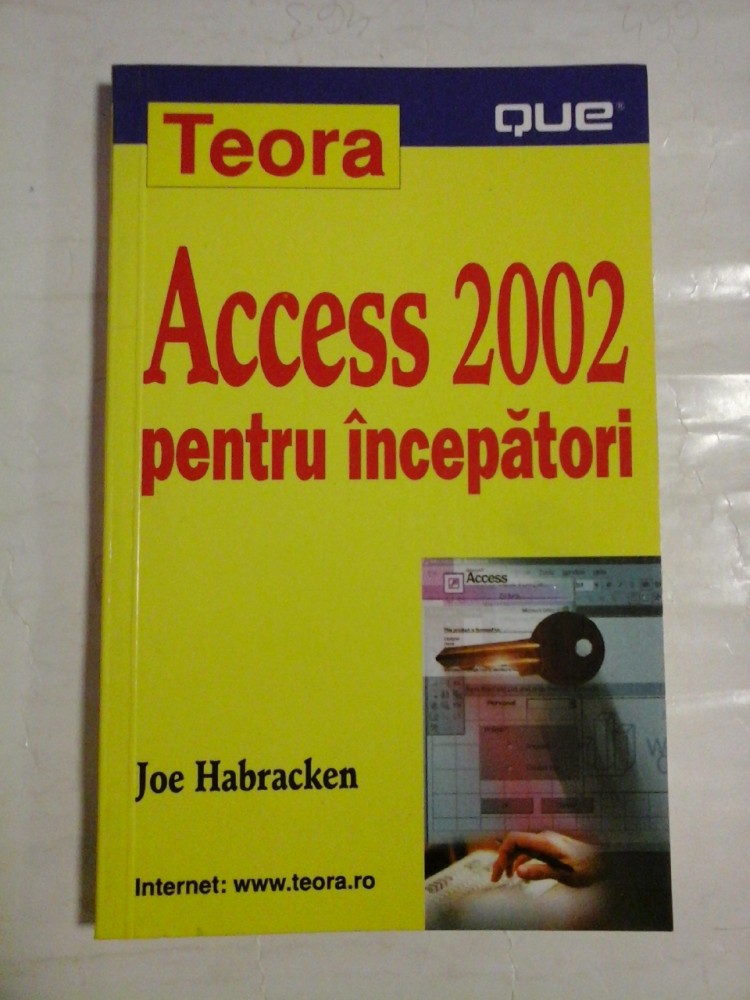 que®
Teora
Access 2002
pentru începători
Access
Joe Habracken
Internet: www.teora.ro